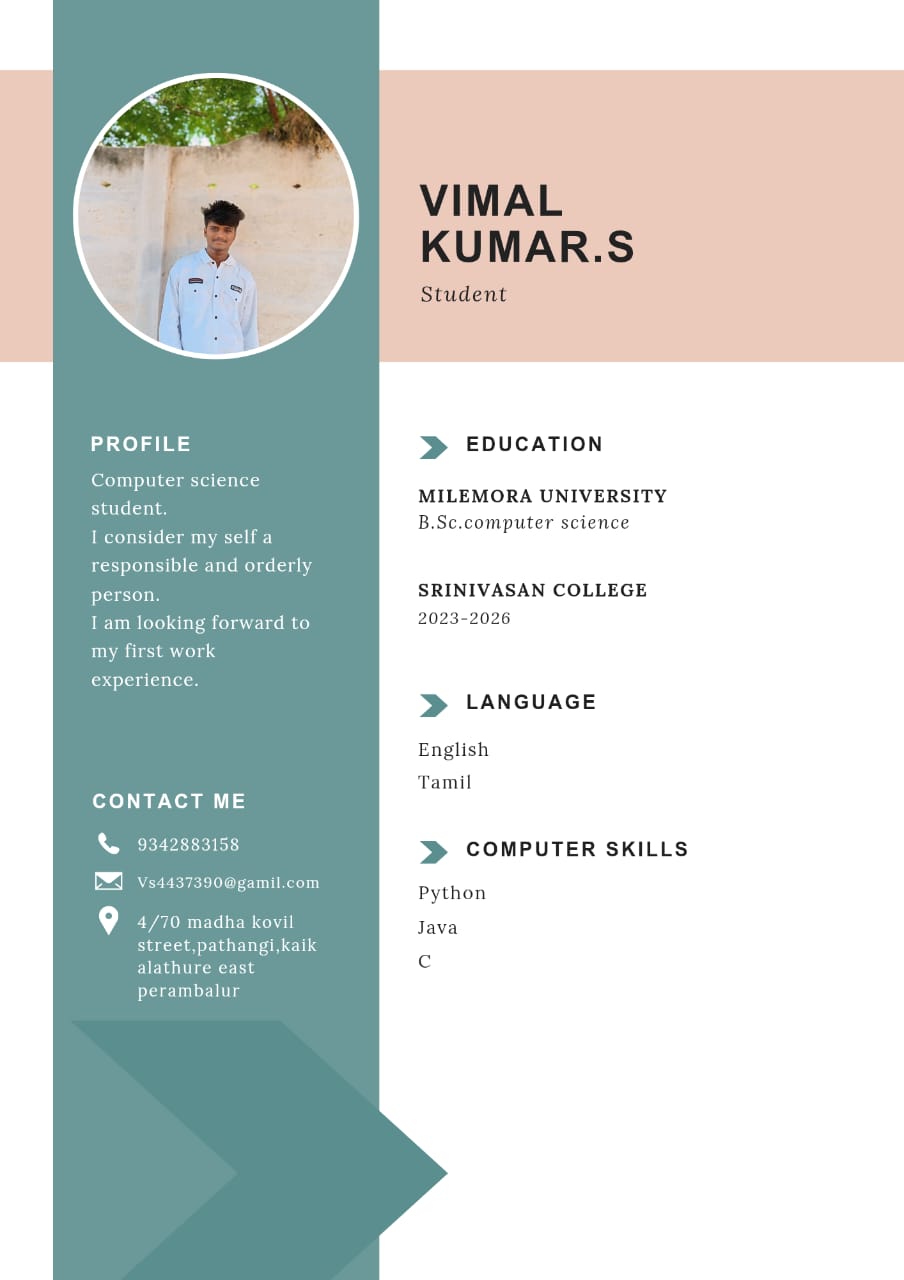 VIMAL
KUMAR.S
Student
PROFILE
Computer science
student.
I consider my self a
responsible and orderly
person.
I am looking forward to
my first work
experience.
CONTACT ME
9342883158
Vs4437390@gamil.com
4/70 madha kovil
street,pathangi,kaik
alathure east
perambalur
EDUCATION
MILEMORA UNIVERSITY
B.Sc.computer science
SRINIVASAN COLLEGE
2023-2026
LANGUAGE
English
Tamil
COMPUTER SKILLS
Python
Java
C